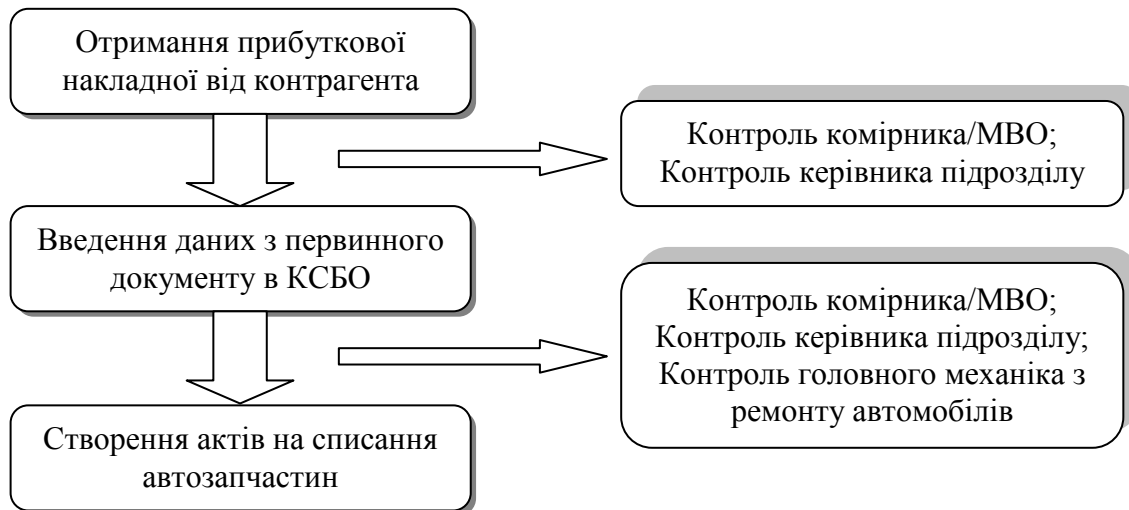 Отримання прибуткової
накладної від контрагента
Контроль комірника/МВО;
Контроль керівника підрозділу
Введення даних з первинного
документу в КСБО
Контроль комірника/МВО;
Контроль керівника підрозділу;
Контроль головного механіка з
ремонту автомобілів
Створення актів на списання
автозапчастин